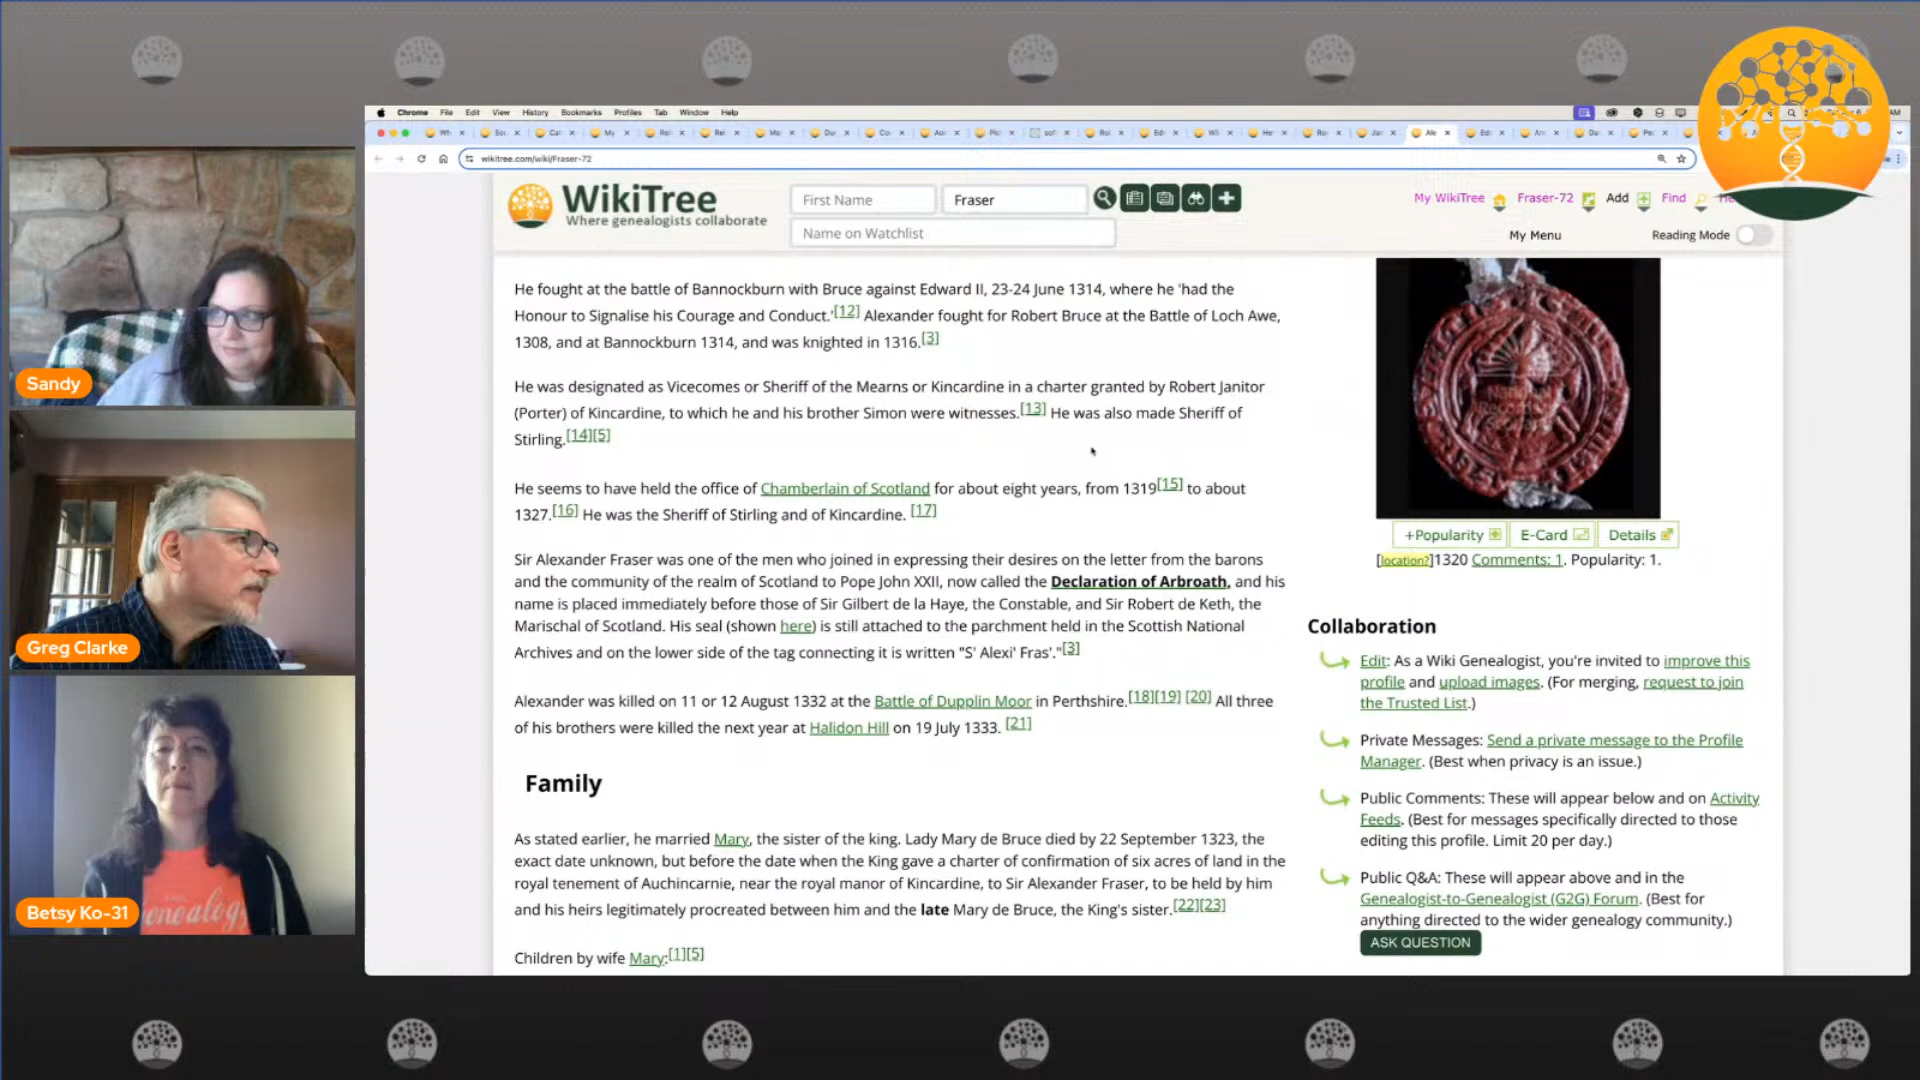 Chrome File Edit View History Bookmarks Profiles Tab Window Help
wikitree.com/wiki/Fraser-72
WikiTree
Where genealogists collaborate
First Name
Fraser
Name on Watchlist
My WikiTree Fraser-72 Add Find
My Menu Reading Mode
He fought at the battle of Bannockburn with Bruce against Edward II, 23-24 June 1314, where he 'had the
Honour to Signalise his Courage and Conduct.'[12] Alexander fought for Robert Bruce at the Battle of Loch Awe,
1308, and at Bannockburn 1314, and was knighted in 1316.[3]
He was designated as Vicecomes or Sheriff of the Mearns or Kincardine in a charter granted by Robert Janitor
(Porter) of Kincardine, to which he and his brother Simon were witnesses.[13] He was also made Sheriff of
Stirling.[14][5]
He seems to have held the office of Chamberlain of Scotland for about eight years, from 1319[15] to about
1327.[16] He was the Sheriff of Stirling and of Kincardine. [17]
Sir Alexander Fraser was one of the men who joined in expressing their desires on the letter from the barons
and the community of the realm of Scotland to Pope John XXII, now called the Declaration of Arbroath, and his
name is placed immediately before those of Sir Gilbert de la Haye, the Constable, and Sir Robert de Keth, the
Marischal of Scotland. His seal (shown here) is still attached to the parchment held in the Scottish National
Archives and on the lower side of the tag connecting it is written "S' Alexi' Fras'."[3]
Alexander was killed on 11 or 12 August 1332 at the Battle of Dupplin Moor in Perthshire.[18][19] [20] All three
of his brothers were killed the next year at Halidon Hill on 19 July 1333. [21]
Family
As stated earlier, he married Mary, the sister of the king. Lady Mary de Bruce died by 22 September 1323, the
exact date unknown, but before the date when the King gave a charter of confirmation of six acres of land in the
royal tenement of Auchincarnie, near the royal manor of Kincardine, to Sir Alexander Fraser, to be held by him
and his heirs legitimately procreated between him and the late Mary de Bruce, the King's sister.[22][23]
Children by wife Mary:[1][5]
+Popularity E-Card Details
[location?]1320 Comments: 1. Popularity: 1.
Collaboration
Edit: As a Wiki Genealogist, you're invited to improve this
profile and upload images. (For merging, request to join
the Trusted List.)
Private Messages: Send a private message to the Profile
Manager. (Best when privacy is an issue.)
Public Comments: These will appear below and on Activity
Feeds. (Best for messages specifically directed to those
editing this profile. Limit 20 per day.)
Public Q&A: These will appear above and in the
Genealogist-to-Genealogist (G2G) Forum. (Best for
anything directed to the wider genealogy community.)
ASK QUESTION
Sandy
Greg Clarke
Betsy Ko-31